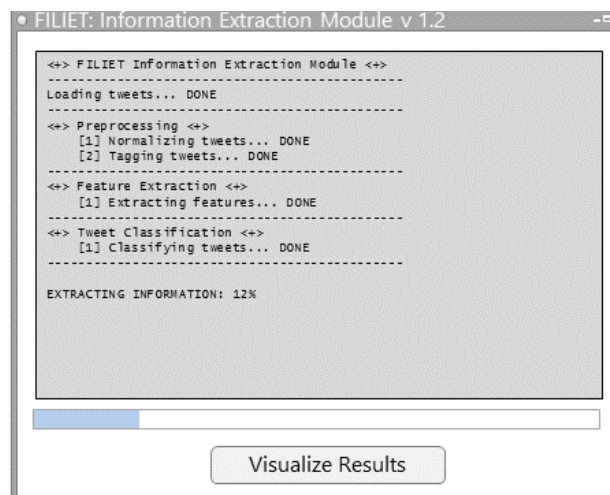 FILIET: Information Extraction Module v 1.2
<+> FILIET Information Extraction Module <+>
----------------------------------------------
Loading tweets... DONE
----------------------------------------------
<+> Preprocessing <+>
[1] Normalizing tweets... DONE
[2] Tagging tweets... DONE
----------------------------------------------
<+> Feature Extraction <+>
[1] Extracting features... DONE
----------------------------------------------
<+> Tweet Classification <+>
[1] Classifying tweets... DONE
----------------------------------------------
EXTRACTING INFORMATION: 12%
Visualize Results